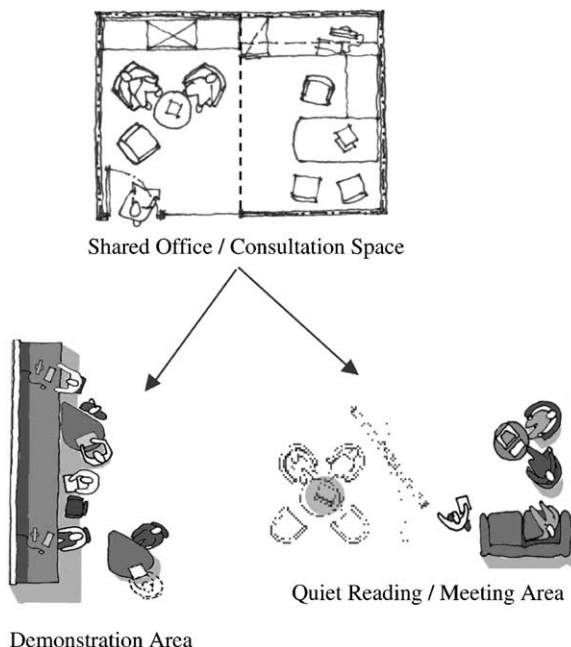 Shared Office / Consultation Space
Quiet Reading / Meeting Area
Demonstration Area